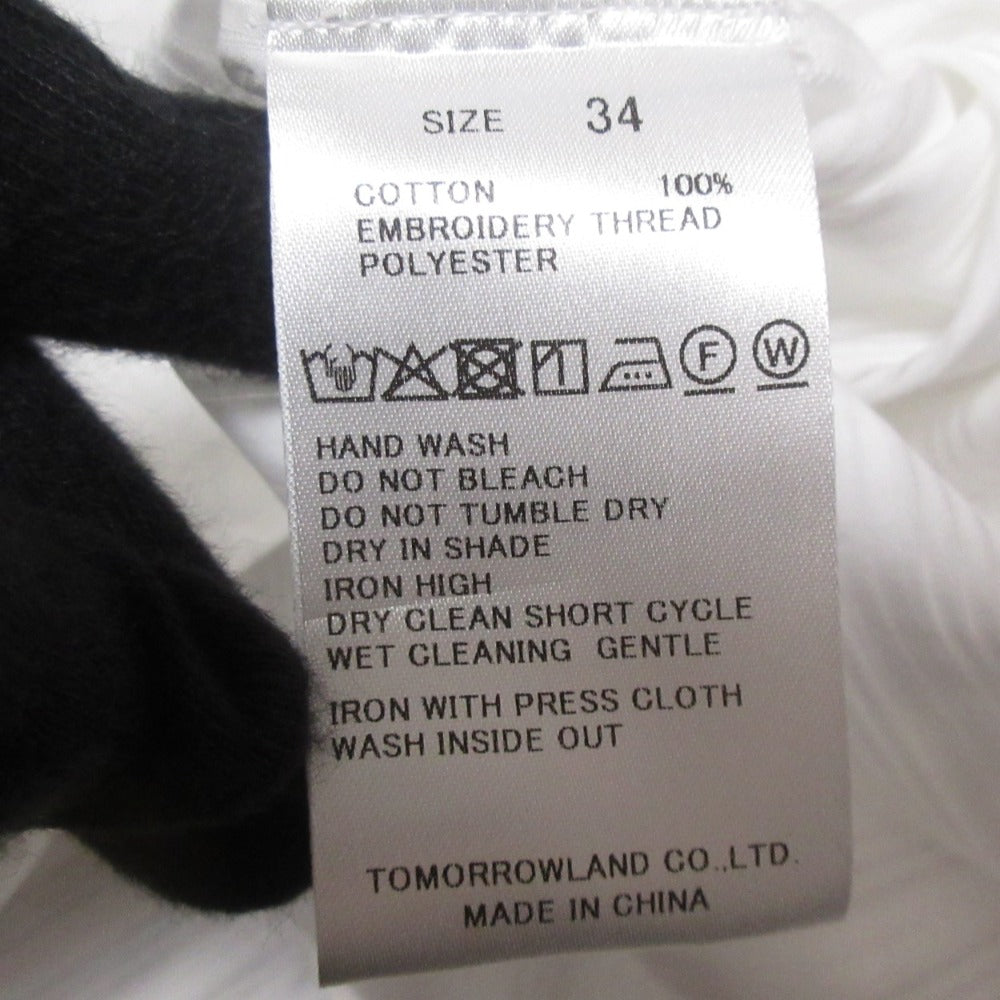 SIZE 34
COTTON 100%
EMBROIDERY THREAD
POLYESTER
F W
HAND WASH
DO NOT BLEACH
DO NOT TUMBLE DRY
DRY IN SHADE
IRON HIGH
DRY CLEAN SHORT CYCLE
WET CLEANING GENTLE
IRON WITH PRESS CLOTH
WASH INSIDE OUT
TOMORROWLAND CO.,LTD.
MADE IN CHINA